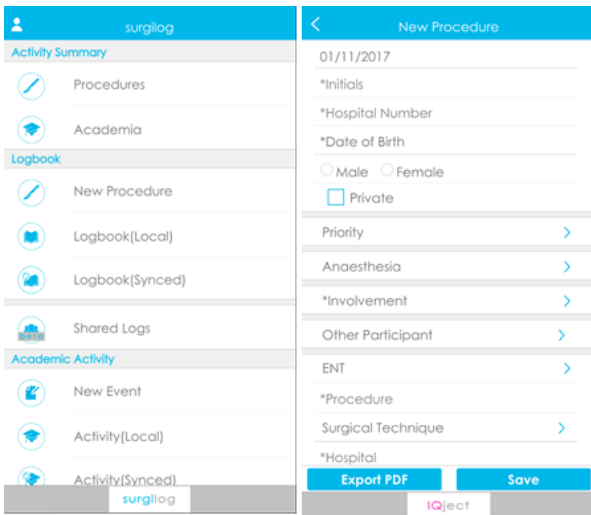 surgilog
Activity Summary
Procedures
Academia
Logbook
New Procedure
Logbook(Local)
Logbook(Synced)
Shared Logs
Academic Activity
New Event
Activity(Local)
Activity(Synced)
surgilog
New Procedure
01/11/2017
*Initials
*Hospital Number
*Date of Birth
Male Female
Private
Priority
Anaesthesia
*Involvement
Other Participant
ENT
*Procedure
Surgical Technique
*Hospital
Export PDF Save
IQject